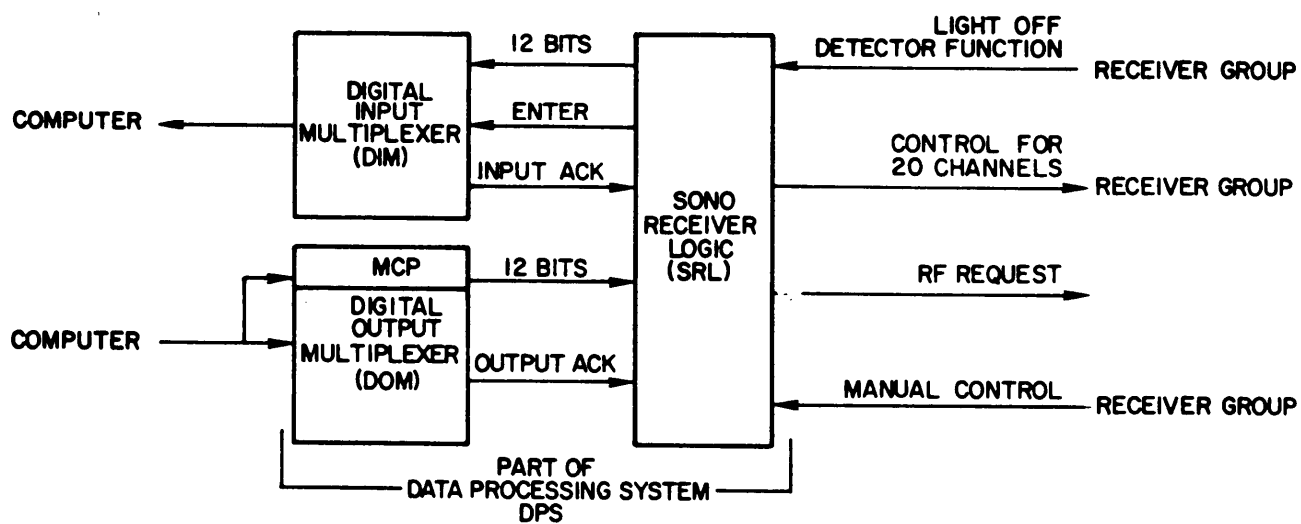 COMPUTER
DIGITAL
INPUT
MULTIPLEXER
(DIM)
12 BITS
ENTER
INPUT ACK
COMPUTER
MCP
DIGITAL
OUTPUT
MULTIPLEXER
(DOM)
12 BITS
OUTPUT ACK
SONO
RECEIVER
LOGIC
(SRL)
LIGHT OFF
DETECTOR FUNCTION
RECEIVER GROUP
CONTROL FOR
20 CHANNELS
RECEIVER GROUP
RF REQUEST
MANUAL CONTROL
RECEIVER GROUP
PART OF
DATA PROCESSING SYSTEM
DPS